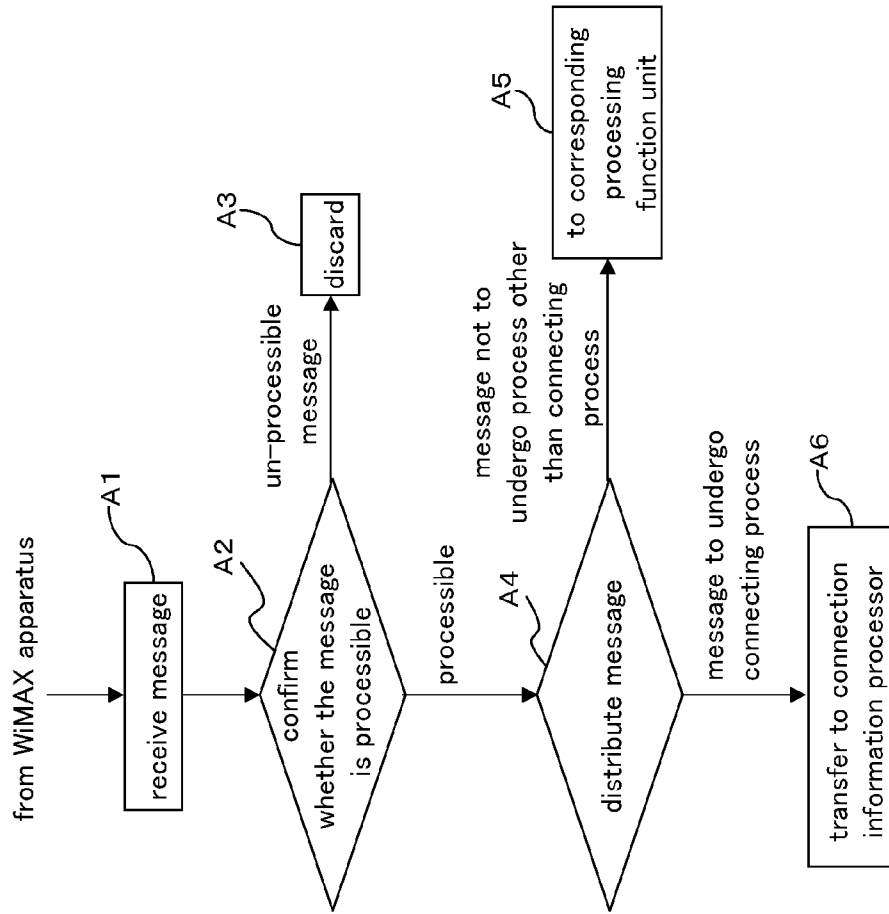 from WiMAX apparatus
A1
receive message
A2
confirm
whether the message
is processible
un-processible
message
A3
discard
processible
A4
distribute message
message not to
undergo process other
than connecting
process
A5
to corresponding
processing
function unit
message to undergo
connecting process
A6
transfer to connection
information processor